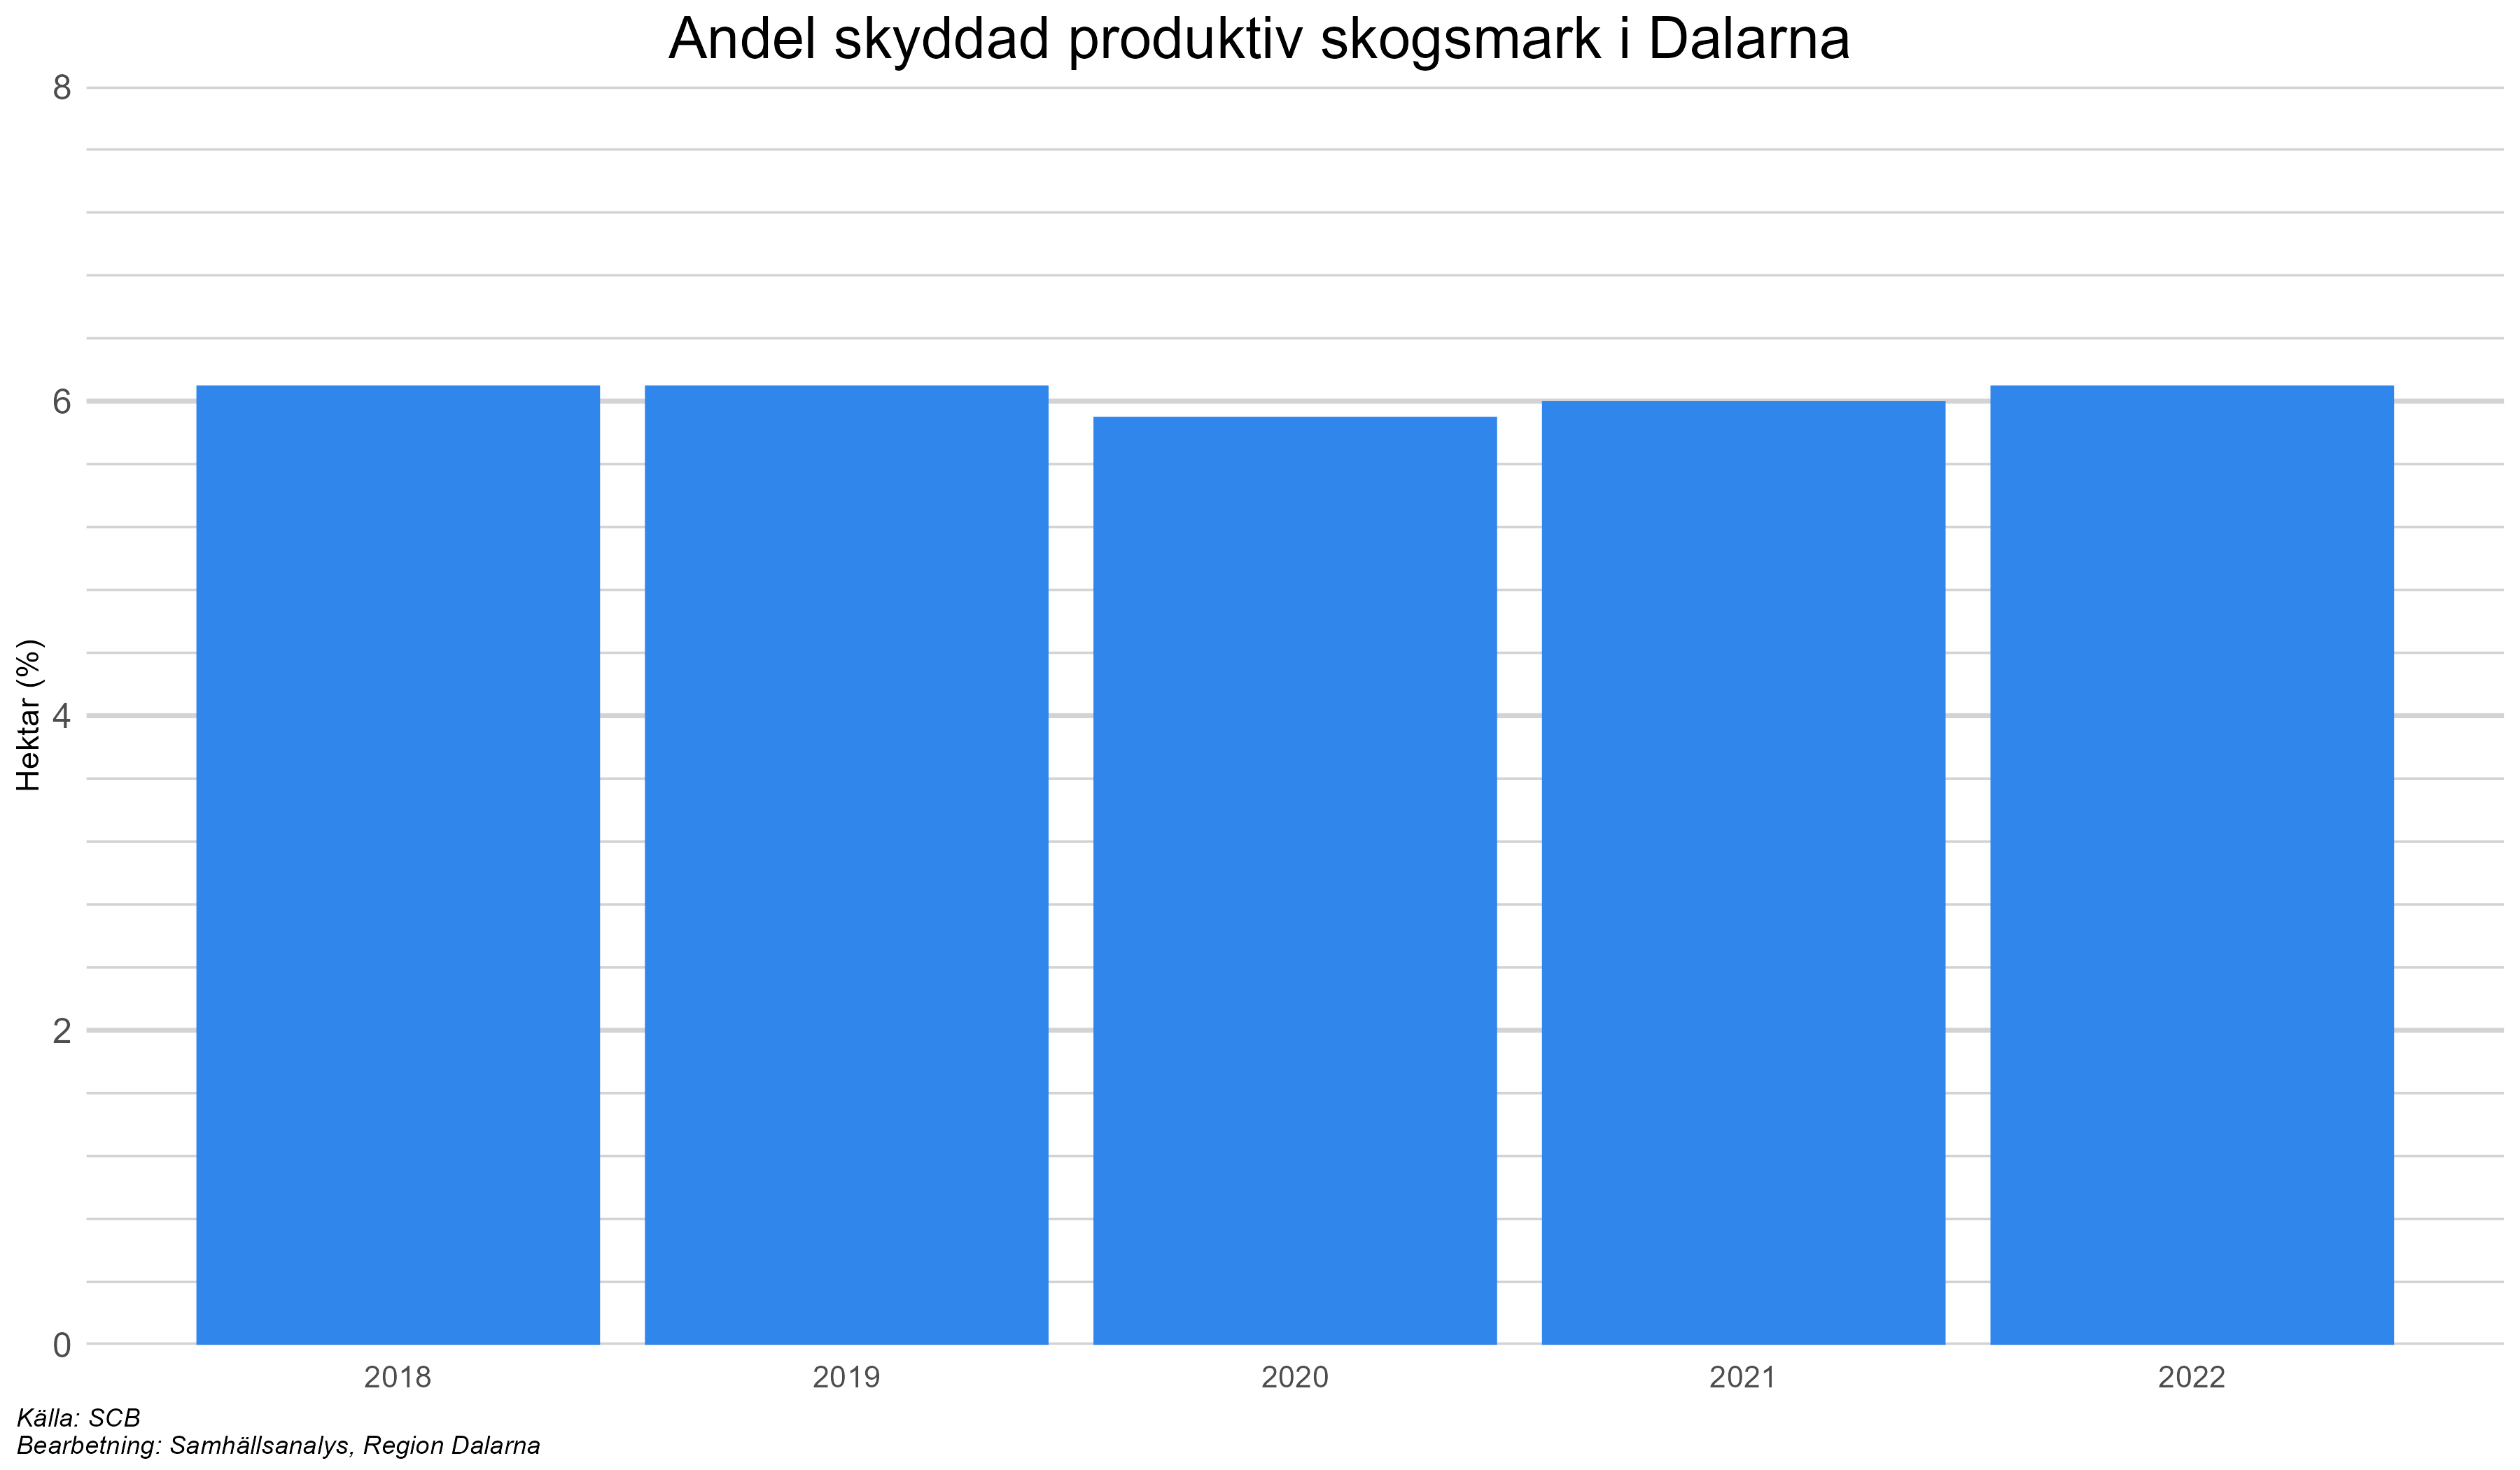 Andel skyddad produktiv skogsmark i Dalarna
8
6
4
2
0
Hektar (%)
2018 2019 2020 2021 2022
Källa: SCB
Bearbetning: Samhällsanalys, Region Dalarna